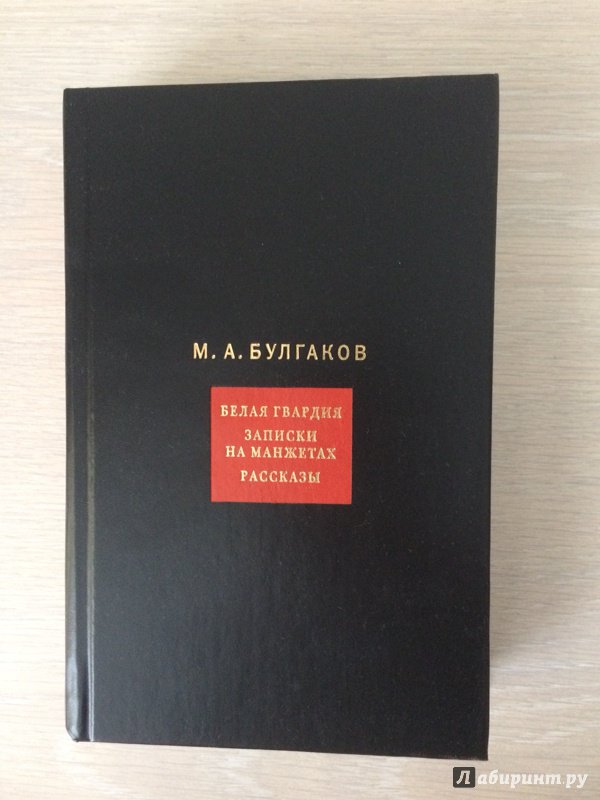 М. А. БУЛГАКОВ
БЕЛАЯ ГВАРДИЯ
ЗАПИСКИ
НА МАНЖЕТАХ
РАССКАЗЫ
Лабиринт.ру